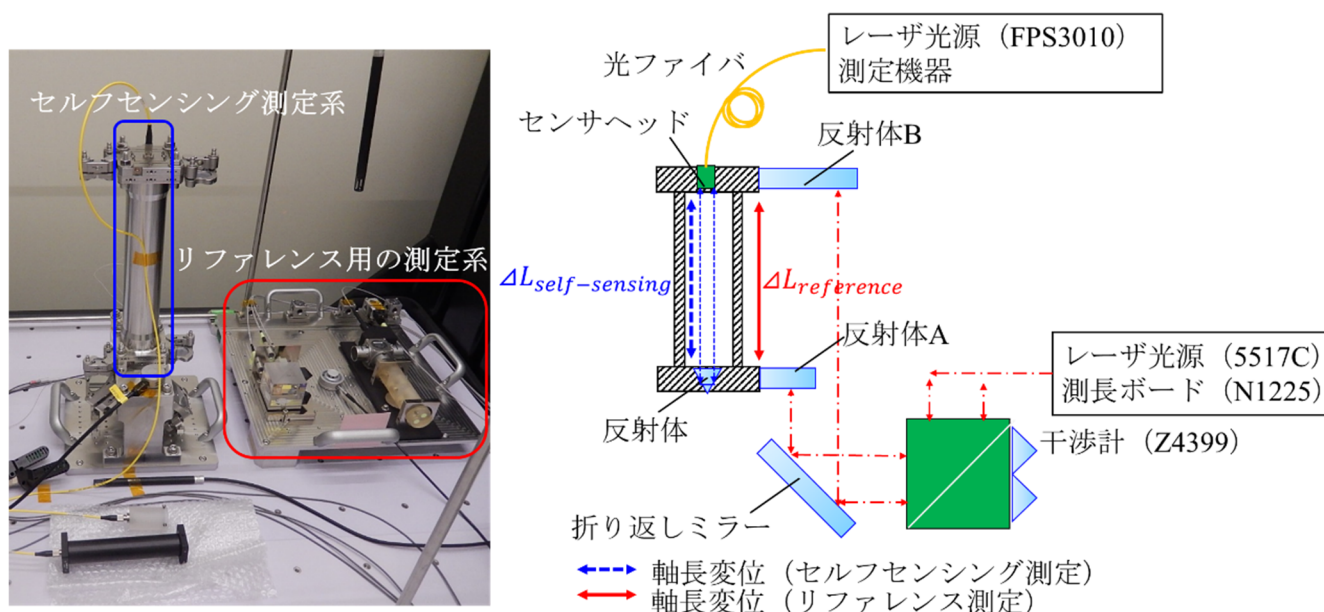 セルフセンシング測定系
リファレンス用の測定系
レーザ光源（FPS3010）
測定機器
光ファイバ
センサヘッド
反射体B
ΔLself−sensing
ΔLreference
反射体A
レーザ光源（5517C）
測長ボード（N1225）
反射体
干渉計（Z4399）
折り返しミラー
軸長変位（セルフセンシング測定）
軸長変位（リファレンス測定）